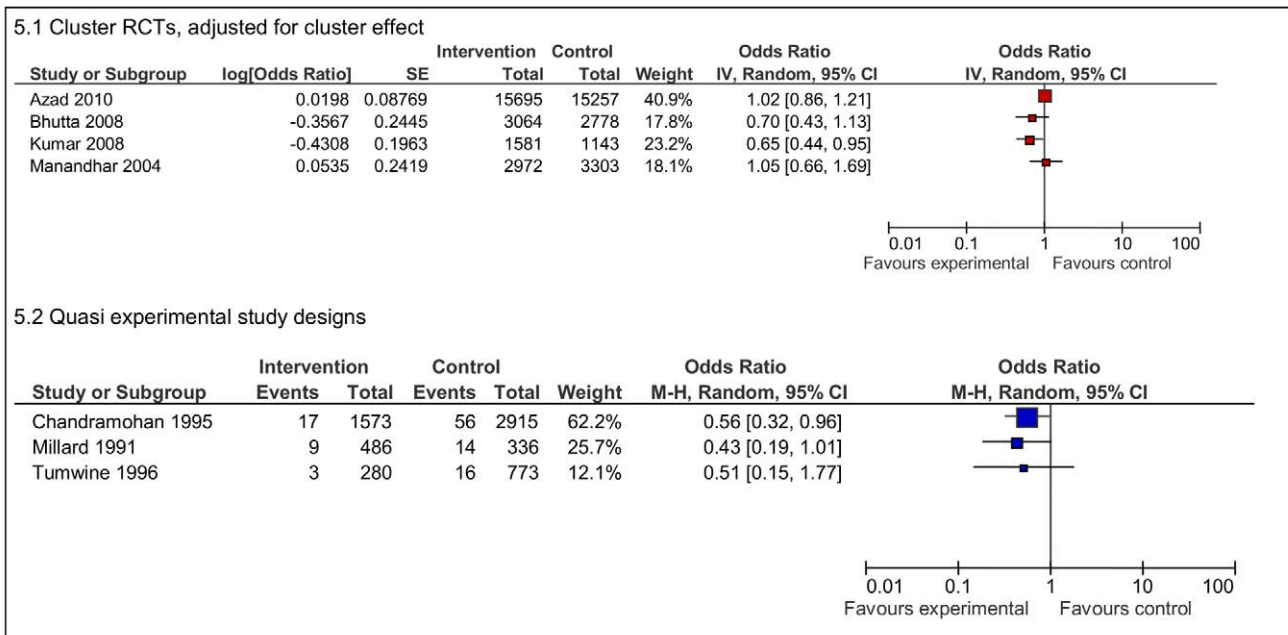 5.1 Cluster RCTs, adjusted for cluster effect
Intervention Control Odds Ratio Odds Ratio
Study or Subgroup log[Odds Ratio] SE Total Total Weight IV, Random, 95% CI IV, Random, 95% CI
Azad 2010 0.0198 0.08769 15695 15257 40.9% 1.02 [0.86, 1.21]
Bhutta 2008 -0.3567 0.2445 3064 2778 17.8% 0.70 [0.43, 1.13]
Kumar 2008 -0.4308 0.1963 1581 1143 23.2% 0.65 [0.44, 0.95]
Manandhar 2004 0.0535 0.2419 2972 3303 18.1% 1.05 [0.66, 1.69]
0.01 0.1 1 10 100
Favours experimental Favours control
5.2 Quasi experimental study designs
Intervention Control Odds Ratio Odds Ratio
Study or Subgroup Events Total Events Total Weight M-H, Random, 95% CI M-H, Random, 95% CI
Chandramohan 1995 17 1573 56 2915 62.2% 0.56 [0.32, 0.96]
Millard 1991 9 486 14 336 25.7% 0.43 [0.19, 1.01]
Tumwine 1996 3 280 16 773 12.1% 0.51 [0.15, 1.77]
0.01 0.1 1 10 100
Favours experimental Favours control